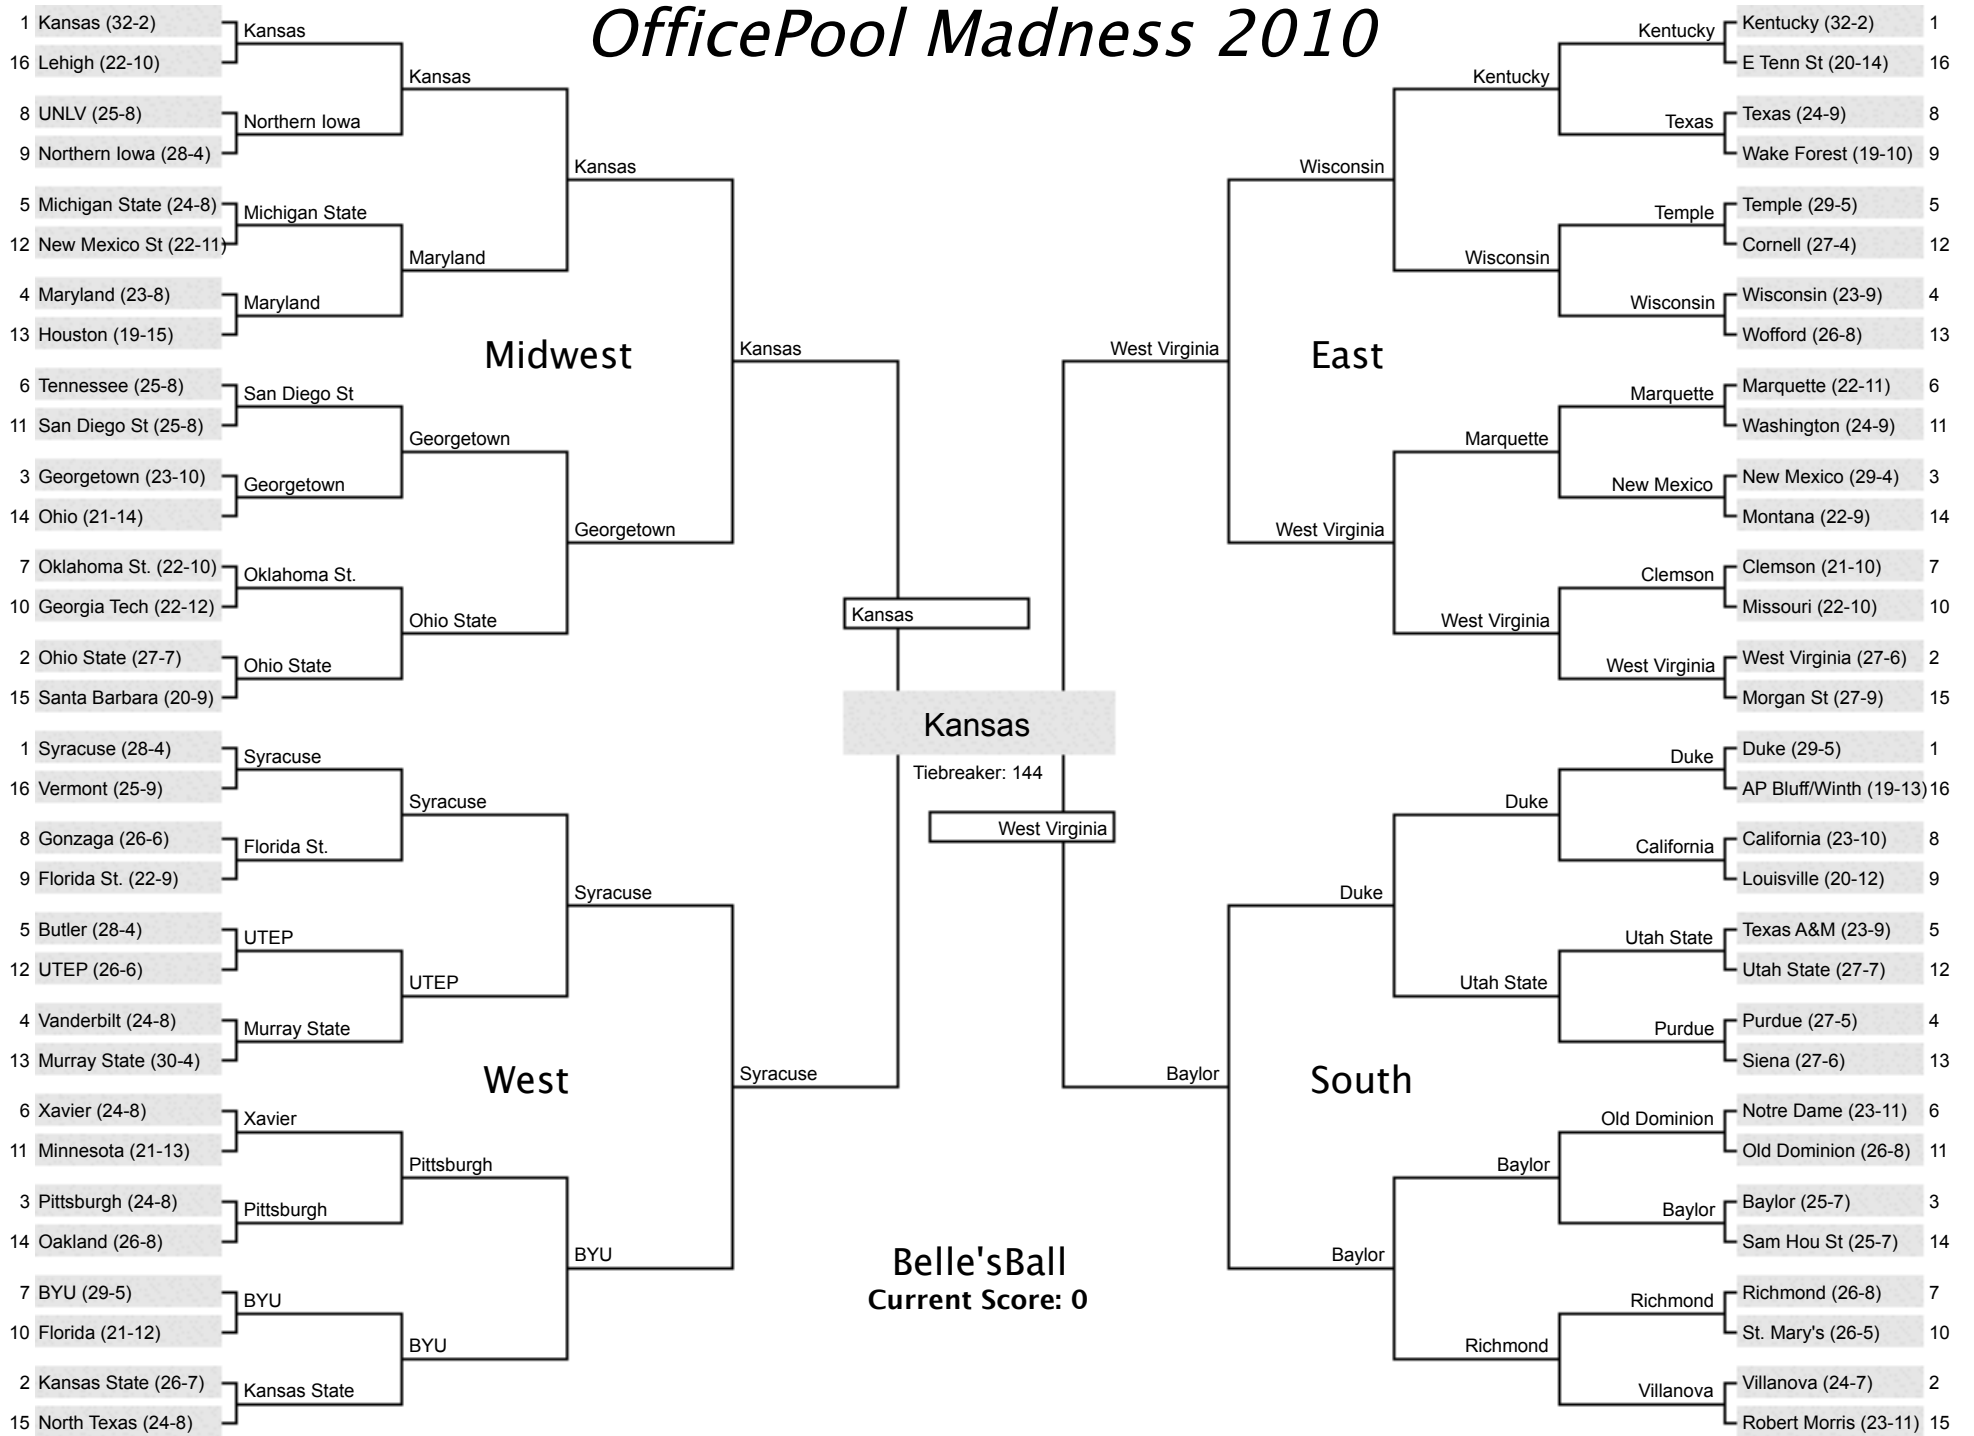 OfficePool Madness 2010
1 Kansas (32-2)
16 Lehigh (22-10)
8 UNLV (25-8)
9 Northern Iowa (28-4)
5 Michigan State (24-8)
12 New Mexico St (22-11)
4 Maryland (23-8)
13 Houston (19-15)
6 Tennessee (25-8)
11 San Diego St (25-8)
3 Georgetown (23-10)
14 Ohio (21-14)
7 Oklahoma St. (22-10)
10 Georgia Tech (22-12)
2 Ohio State (27-7)
15 Santa Barbara (20-9)
Kansas
Northern Iowa
Michigan State
Maryland
San Diego St
Georgetown
Oklahoma St.
Ohio State
Kansas
Maryland
Georgetown
Ohio State
Kansas
Georgetown
Midwest
Kansas
1 Syracuse (28-4)
16 Vermont (25-9)
8 Gonzaga (26-6)
9 Florida St. (22-9)
5 Butler (28-4)
12 UTEP (26-6)
4 Vanderbilt (24-8)
13 Murray State (30-4)
6 Xavier (24-8)
11 Minnesota (21-13)
3 Pittsburgh (24-8)
14 Oakland (26-8)
7 BYU (29-5)
10 Florida (21-12)
2 Kansas State (26-7)
15 North Texas (24-8)
Syracuse
Florida St.
UTEP
Murray State
Xavier
Pittsburgh
BYU
Kansas State
Syracuse
UTEP
Pittsburgh
BYU
Syracuse
BYU
West
Syracuse
Kansas
Kansas
Tiebreaker: 144
West Virginia
Belle'sBall
Current Score: 0
Kentucky (32-2) 1
E Tenn St (20-14) 16
Texas (24-9) 8
Wake Forest (19-10) 9
Temple (29-5) 5
Cornell (27-4) 12
Wisconsin (23-9) 4
Wofford (26-8) 13
Marquette (22-11) 6
Washington (24-9) 11
New Mexico (29-4) 3
Montana (22-9) 14
Clemson (21-10) 7
Missouri (22-10) 10
West Virginia (27-6) 2
Morgan St (27-9) 15
Kentucky
Texas
Temple
Wisconsin
Marquette
New Mexico
Clemson
West Virginia
Kentucky
Wisconsin
Marquette
West Virginia
Wisconsin
West Virginia
East
West Virginia
Duke (29-5) 1
AP Bluff/Winth (19-13) 16
California (23-10) 8
Louisville (20-12) 9
Texas A&M (23-9) 5
Utah State (27-7) 12
Purdue (27-5) 4
Siena (27-6) 13
Notre Dame (23-11) 6
Old Dominion (26-8) 11
Baylor (25-7) 3
Sam Hou St (25-7) 14
Richmond (26-8) 7
St. Mary's (26-5) 10
Villanova (24-7) 2
Robert Morris (23-11) 15
Duke
California
Utah State
Purdue
Old Dominion
Baylor
Richmond
Villanova
Duke
Utah State
Baylor
Richmond
Duke
Baylor
South
Baylor